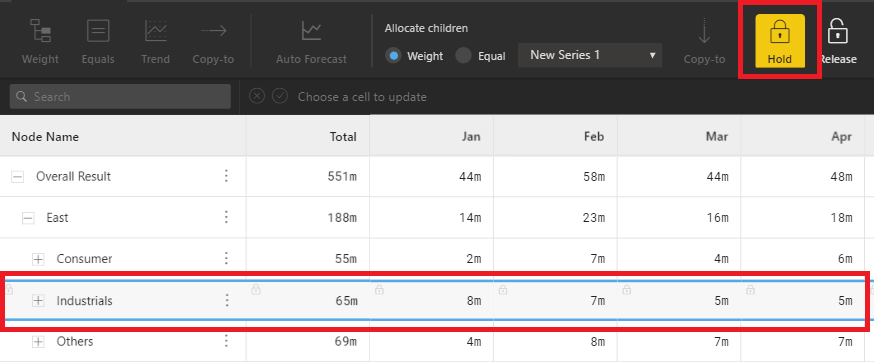 Allocate children
Weight Equals Trend Copy-to Auto Forecast Weight Equal New Series 1 Copy-to Hold Release
Search Choose a cell to update
Node Name Total Jan Feb Mar Apr
Overall Result 551m 44m 58m 44m 48m
East 188m 14m 23m 16m 18m
Consumer 55m 2m 7m 4m 6m
Industrials 65m 8m 7m 5m 5m
Others 69m 4m 8m 7m 7m